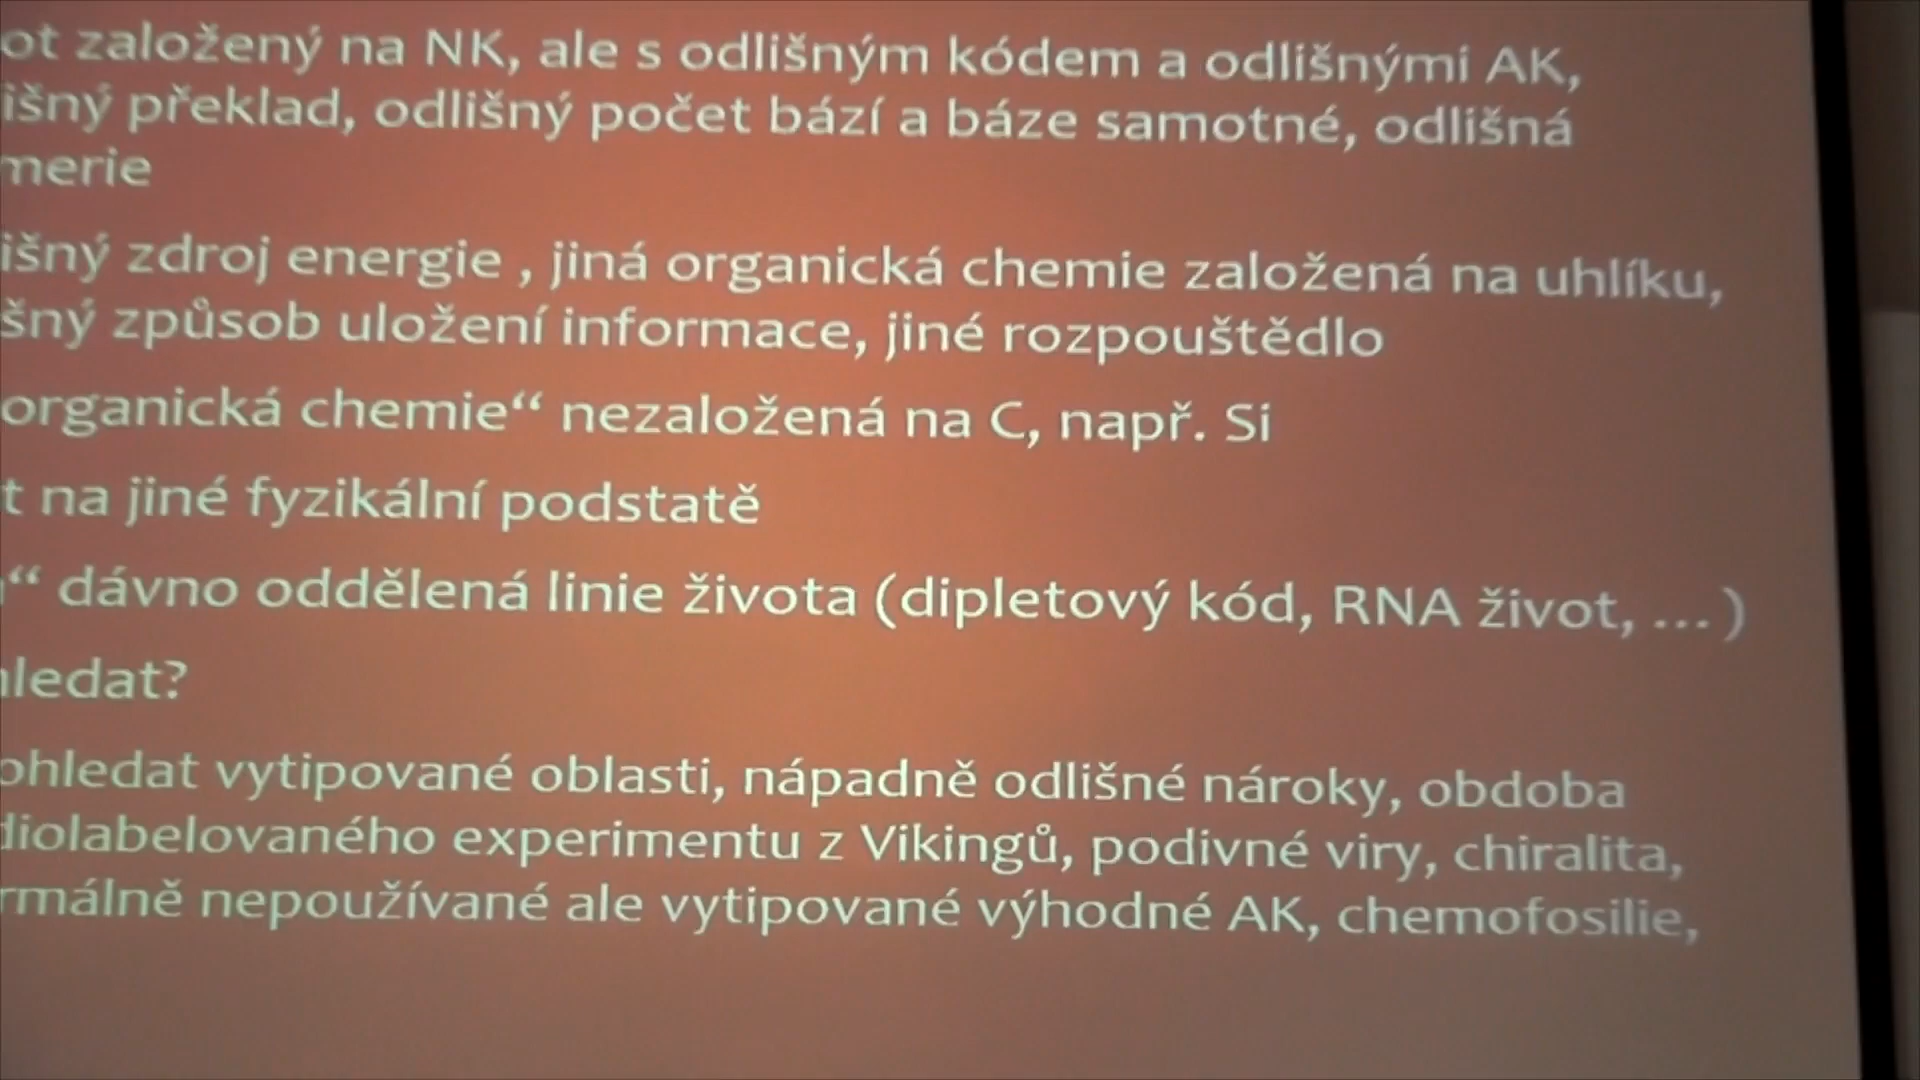 ot založený na NK, ale s odlišným kódem a odlišnými AK,
išný překlad, odlišný počet bází a báze samotné, odlišná
merie
išný zdroj energie , jiná organická chemie založená na uhlíku,
šný způsob uložení informace, jiné rozpouštědlo
organická chemie“ nezaložená na C, např. Si
t na jiné fyzikální podstatě
“ dávno oddělená linie života (dipletový kód, RNA život, ... )
hledat?
ohledat vytipované oblasti, nápadně odlišné nároky, obdoba
diolabelovaného experimentu z Vikingů, podivné viry, chiralita,
rmálně nepoužívané ale vytipované výhodné AK, chemofosilie,